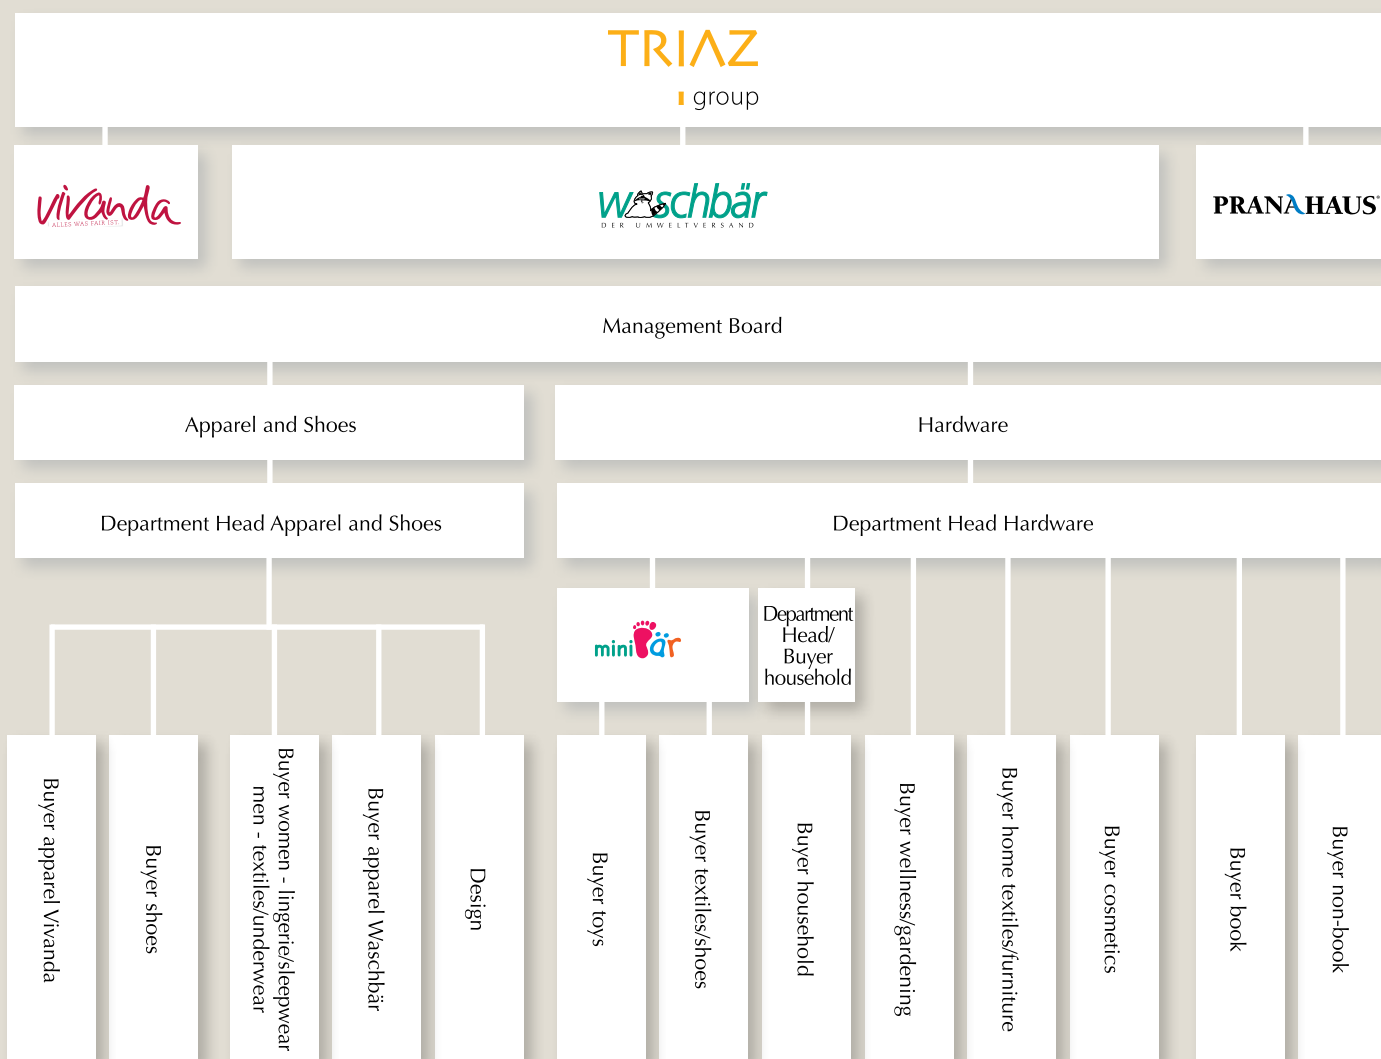 TRIAZ
group
vivanda
ALLES WAS FAIR IST.
waschbär
DER UMWELTVERSAND
PRANAHAUS®
Management Board
Apparel and Shoes
Hardware
Department Head Apparel and Shoes
Department Head Hardware
minibär
Department
Head/
Buyer
household
Buyer apparel Vivanda
Buyer shoes
Buyer women - lingerie/sleepwear
men - textiles/underwear
Buyer apparel Waschbär
Design
Buyer toys
Buyer textiles/shoes
Buyer household
Buyer wellness/gardening
Buyer home textiles/furniture
Buyer cosmetics
Buyer book
Buyer non-book